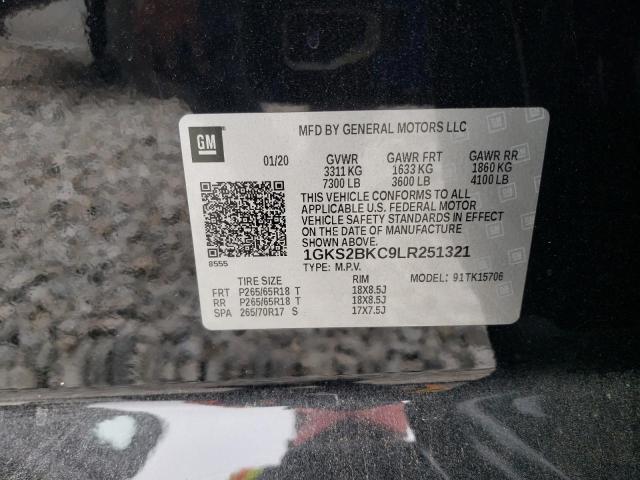 GM
MFD BY GENERAL MOTORS LLC
01/20 GVWR GAWR FRT GAWR RR
3311 KG 1633 KG 1860 KG
7300 LB 3600 LB 4100 LB
THIS VEHICLE CONFORMS TO ALL
APPLICABLE U.S. FEDERAL MOTOR
VEHICLE SAFETY STANDARDS IN EFFECT
ON THE DATE OF MANUFACTURE
SHOWN ABOVE.
1GKS2BKC9LR251321
8555
TYPE: M.P.V. MODEL: 91TK15706
TIRE SIZE RIM
FRT P265/65R18 T 18X8.5J
RR P265/65R18 T 18X8.5J
SPA 265/70R17 S 17X7.5J